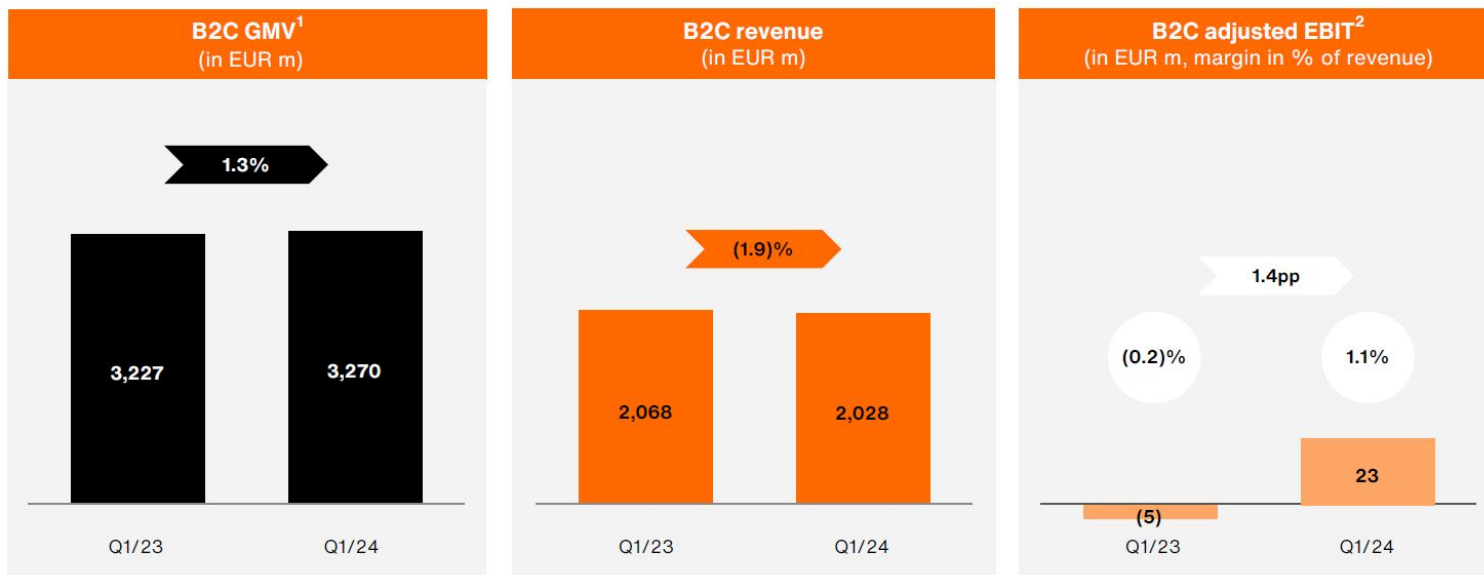 B2C GMV¹
(in EUR m)
1.3%
3,227
3,270
Q1/23
Q1/24
B2C revenue
(in EUR m)
(1.9)%
2,068
2,028
Q1/23
Q1/24
B2C adjusted EBIT²
(in EUR m, margin in % of revenue)
1.4pp
(0.2)%
1.1%
(5)
23
Q1/23
Q1/24